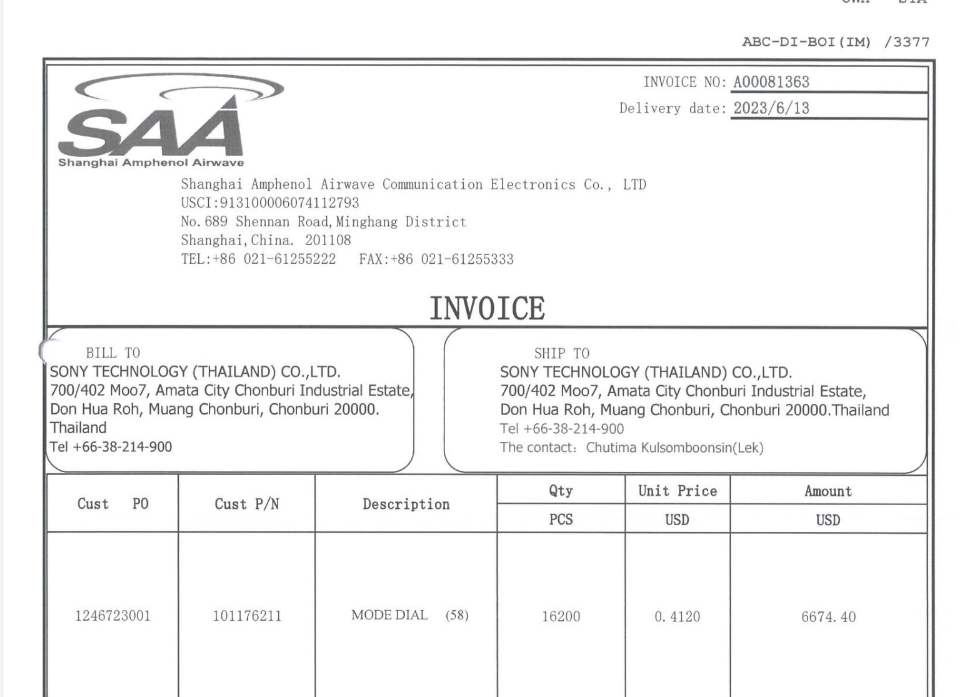 ABC-DI-BOI(IM) /3377
INVOICE NO: A00081363
Delivery date: 2023/6/13
SAA
Shanghai Amphenol Airwave
Shanghai Amphenol Airwave Communication Electronics Co., LTD
USCI:913100006074112793
No.689 Shennan Road,Minghang District
Shanghai,China. 201108
TEL:+86 021-61255222 FAX:+86 021-61255333
INVOICE
BILL TO
SONY TECHNOLOGY (THAILAND) CO.,LTD.
700/402 Moo7, Amata City Chonburi Industrial Estate,
Don Hua Roh, Muang Chonburi, Chonburi 20000.
Thailand
Tel +66-38-214-900
SHIP TO
SONY TECHNOLOGY (THAILAND) CO.,LTD.
700/402 Moo7, Amata City Chonburi Industrial Estate,
Don Hua Roh, Muang Chonburi, Chonburi 20000.Thailand
Tel +66-38-214-900
The contact: Chutima Kulsomboonsin(Lek)
Cust PO Cust P/N Description Qty Unit Price Amount
PCS USD USD
1246723001 101176211 MODE DIAL (58) 16200 0.4120 6674.40